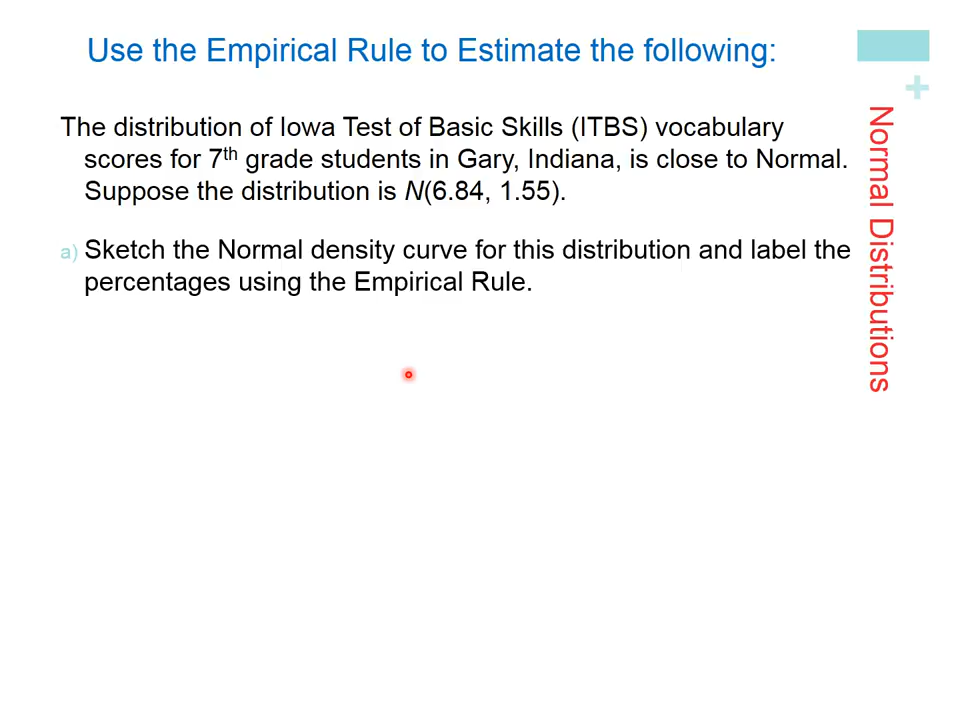 Use the Empirical Rule to Estimate the following:
The distribution of Iowa Test of Basic Skills (ITBS) vocabulary
scores for 7th grade students in Gary, Indiana, is close to Normal.
Suppose the distribution is N(6.84, 1.55).
a) Sketch the Normal density curve for this distribution and label the
percentages using the Empirical Rule.
+
Normal Distributions